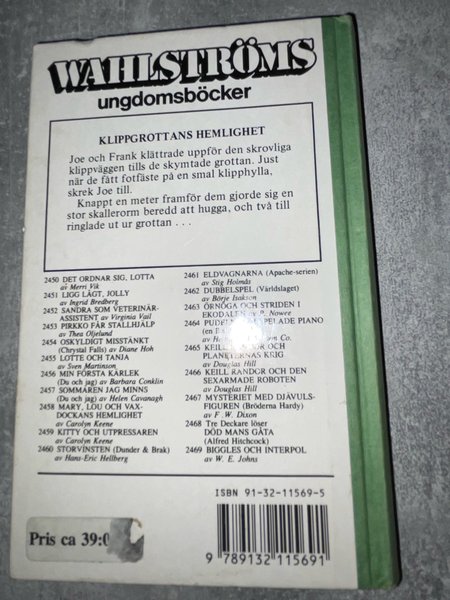 WAHLSTRÖMS
ungdomsböcker
KLIPPGROTTANS HEMLIGHET
Joe och Frank klättrade uppför den skrovliga
klippväggen tills de skymtade grottan. Just
när de fått fotfäste på en smal klipphylla,
skrek Joe till.
Knappt en meter framför dem gjorde sig en
stor skallerorm beredd att hugga, och två till
ringlade ut ur grottan . . .
2450 DET ORDNAR SIG, LOTTA
av Merri Vik
2451 LIGG LÅGT, JOLLY
av Ingrid Bredberg
2452 SANDRA SOM VETERINÄR-
ASSISTENT av Virginia Vail
2453 PIRKKO FÅR STALLHJÄLP
av Thea Oljelund
2454 OSKYLDIGT MISSTÄNKT
(Chrystal Falls) av Diane Hoh
2455 LOTTE OCH TANJA
av Sven Martinson
2456 MIN FÖRSTA KÄRLEK
(Du och jag) av Barbara Conklin
2457 SOMMAREN JAG MINNS
(Du och jag) av Helen Cavanagh
2458 MARY, LOU OCH VAX-
DOCKANS HEMLIGHET
av Carolyn Keene
2459 KITTY OCH UTPRESSAREN
av Carolyn Keene
2460 STORVINSTEN (Dunder & Brak)
av Hans-Eric Hellberg
2461 ELDVAGNARNA (Apache-serien)
av Stig Holmås
2462 DUBBELSPEL (Världslaget)
av Börje Isakson
2463 ÖRNÖGA OCH STRIDEN I
EKODALEN av P. Nowee
2464 PUDELN SPELADE PIANO
(en
av Co.
2465 KEILL OCH
PLANETERNAS KRIG
Douglas Hill
2466 KEILL RANDOR OCH DEN
SEXARMADE ROBOTEN
av Douglas Hill
2467 MYSTERIET MED DJÄVULS-
FIGUREN (Bröderna Hardy)
av F. W. Dixon
2468 Tre Deckare löser
DÖD MANS GÅTA
(Alfred Hitchcock)
2469 BIGGLES OCH INTERPOL
av W. E. Johns
ISBN 91-32-11569-5
Pris ca 39:0
9 789132 115691